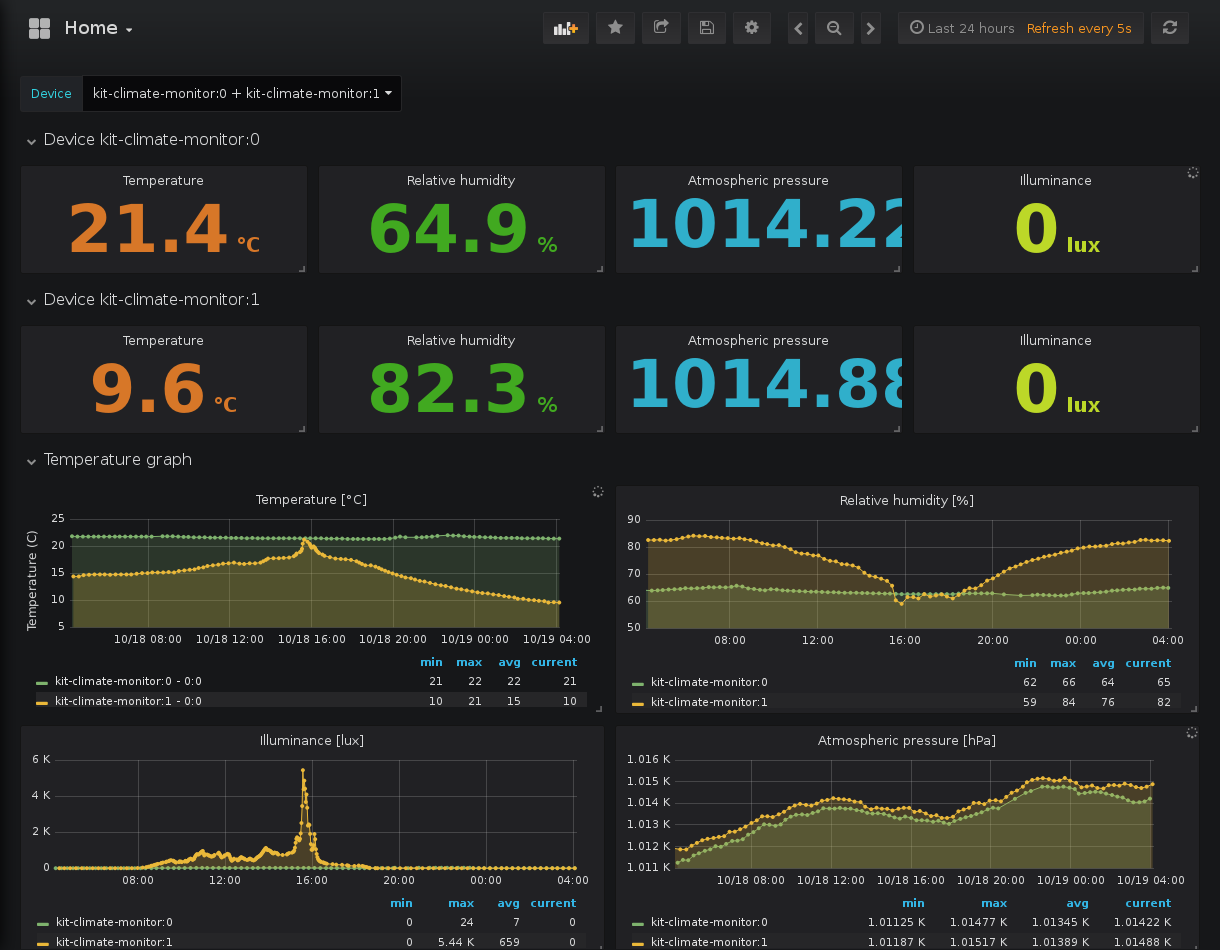 Home
Last 24 hours Refresh every 5s
Device kit-climate-monitor:0 + kit-climate-monitor:1
Device kit-climate-monitor:0
Temperature Relative humidity Atmospheric pressure Illuminance
21.4 °C 64.9 % 1014.22 0 lux
Device kit-climate-monitor:1
Temperature Relative humidity Atmospheric pressure Illuminance
9.6 °C 82.3 % 1014.88 0 lux
Temperature graph
Temperature [°C]
Temperature (C)
25
20
15
10
5
10/18 08:00 10/18 12:00 10/18 16:00 10/18 20:00 10/19 00:00 10/19 04:00
min max avg current
kit-climate-monitor:0 - 0:0 21 22 22 21
kit-climate-monitor:1 - 0:0 10 21 15 10
Relative humidity [%]
90
80
70
60
50
08:00 12:00 16:00 20:00 00:00 04:00
min max avg current
kit-climate-monitor:0 62 66 64 65
kit-climate-monitor:1 59 84 76 82
Illuminance [lux]
6 K
4 K
2 K
0
08:00 12:00 16:00 20:00 00:00 04:00
min max avg current
kit-climate-monitor:0 0 24 7 0
kit-climate-monitor:1 0 5.44 K 659 0
Atmospheric pressure [hPa]
1.016 K
1.015 K
1.014 K
1.013 K
1.012 K
1.011 K
10/18 08:00 10/18 12:00 10/18 16:00 10/18 20:00 10/19 00:00 10/19 04:00
min max avg current
kit-climate-monitor:0 1.01125 K 1.01477 K 1.01345 K 1.01422 K
kit-climate-monitor:1 1.01187 K 1.01517 K 1.01389 K 1.01488 K